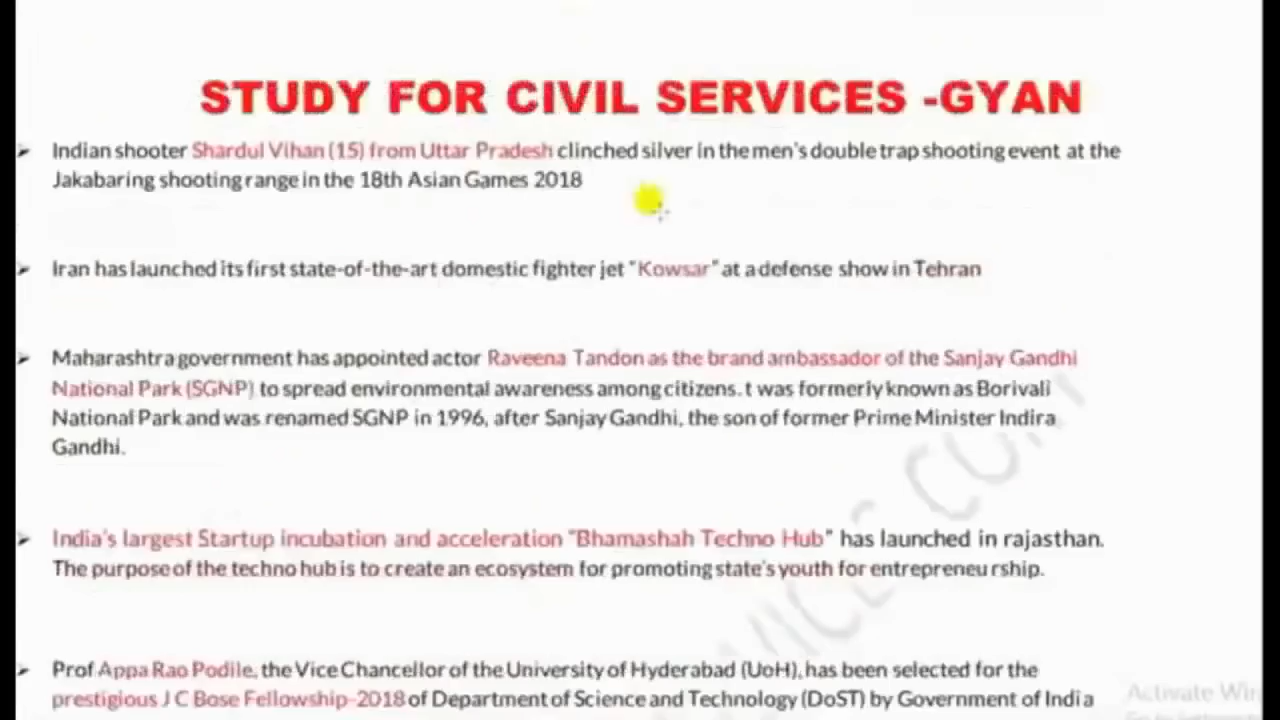 STUDY FOR CIVIL SERVICES -GYAN
➢ Indian shooter Shardul Vihan (15) from Uttar Pradesh clinched silver in the men's double trap shooting event at the
Jakabaring shooting range in the 18th Asian Games 2018
➢ Iran has launched its first state-of-the-art domestic fighter jet "Kowsar" at a defense show in Tehran
➢ Maharashtra government has appointed actor Raveena Tandon as the brand ambassador of the Sanjay Gandhi
National Park (SGNP) to spread environmental awareness among citizens. t was formerly known as Borivali
National Park and was renamed SGNP in 1996, after Sanjay Gandhi, the son of former Prime Minister Indira
Gandhi.
➢ India's largest Startup incubation and acceleration "Bhamashah Techno Hub" has launched in rajasthan.
The purpose of the techno hub is to create an ecosystem for promoting state's youth for entrepreneu rship.
➢ Prof Appa Rao Podile, the Vice Chancellor of the University of Hyderabad (UoH), has been selected for the
prestigious J C Bose Fellowship-2018 of Department of Science and Technology (DoST) by Government of India
Activate Win